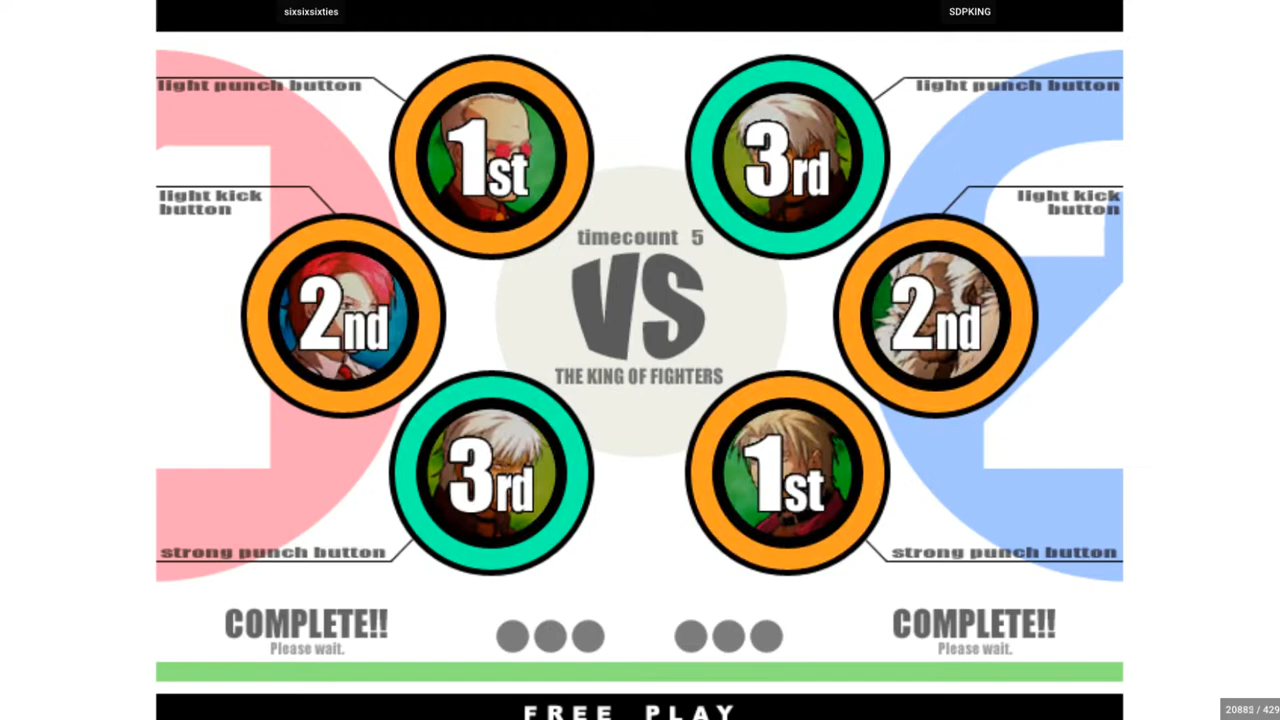 sixsixsixties
SDPKING
light punch button
light punch button
1st
3rd
light kick
button
light kick
button
timecount 5
2nd
VS
2nd
THE KING OF FIGHTERS
3rd
1st
strong punch button
strong punch button
COMPLETE!!
Please wait.
COMPLETE!!
Please wait.
FREE PLAY